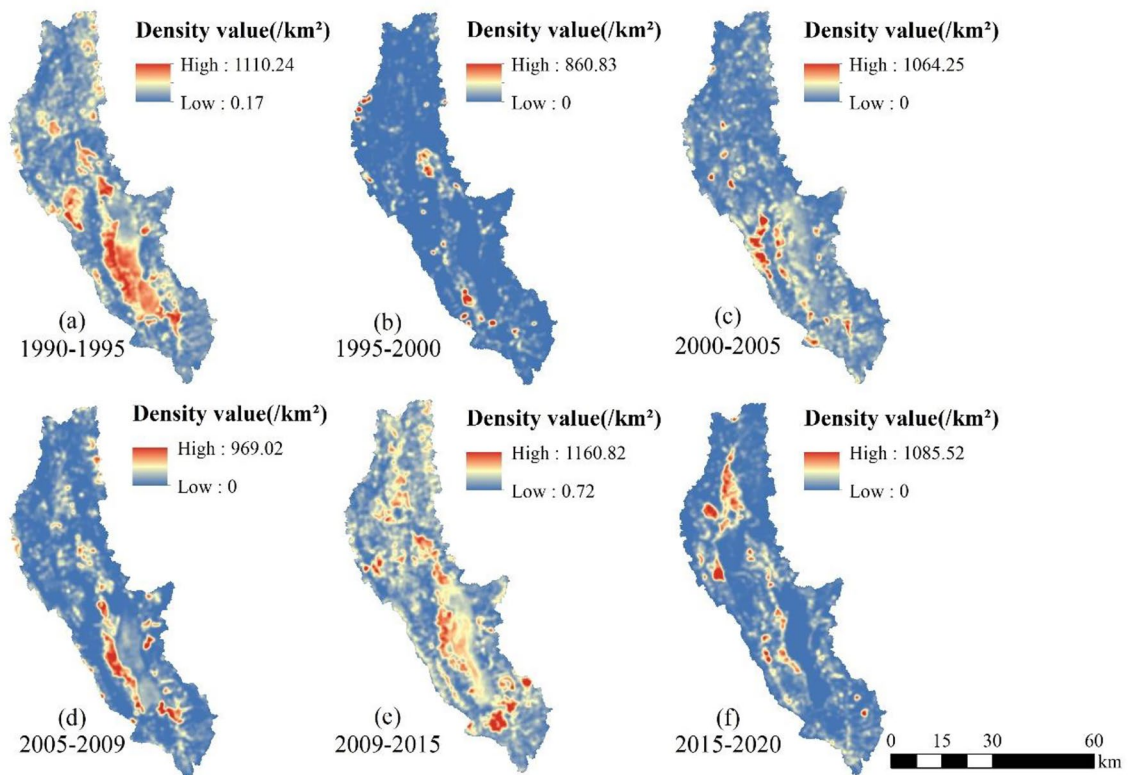 Density value(/km²)
High : 1110.24
Low : 0.17
(a)
1990-1995
Density value(/km²)
High : 860.83
Low : 0
(b)
1995-2000
Density value(/km²)
High : 1064.25
Low : 0
(c)
2000-2005
Density value(/km²)
High : 969.02
Low : 0
(d)
2005-2009
Density value(/km²)
High : 1160.82
Low : 0.72
(e)
2009-2015
Density value(/km²)
High : 1085.52
Low : 0
(f)
2015-2020
0 15 30 60
km